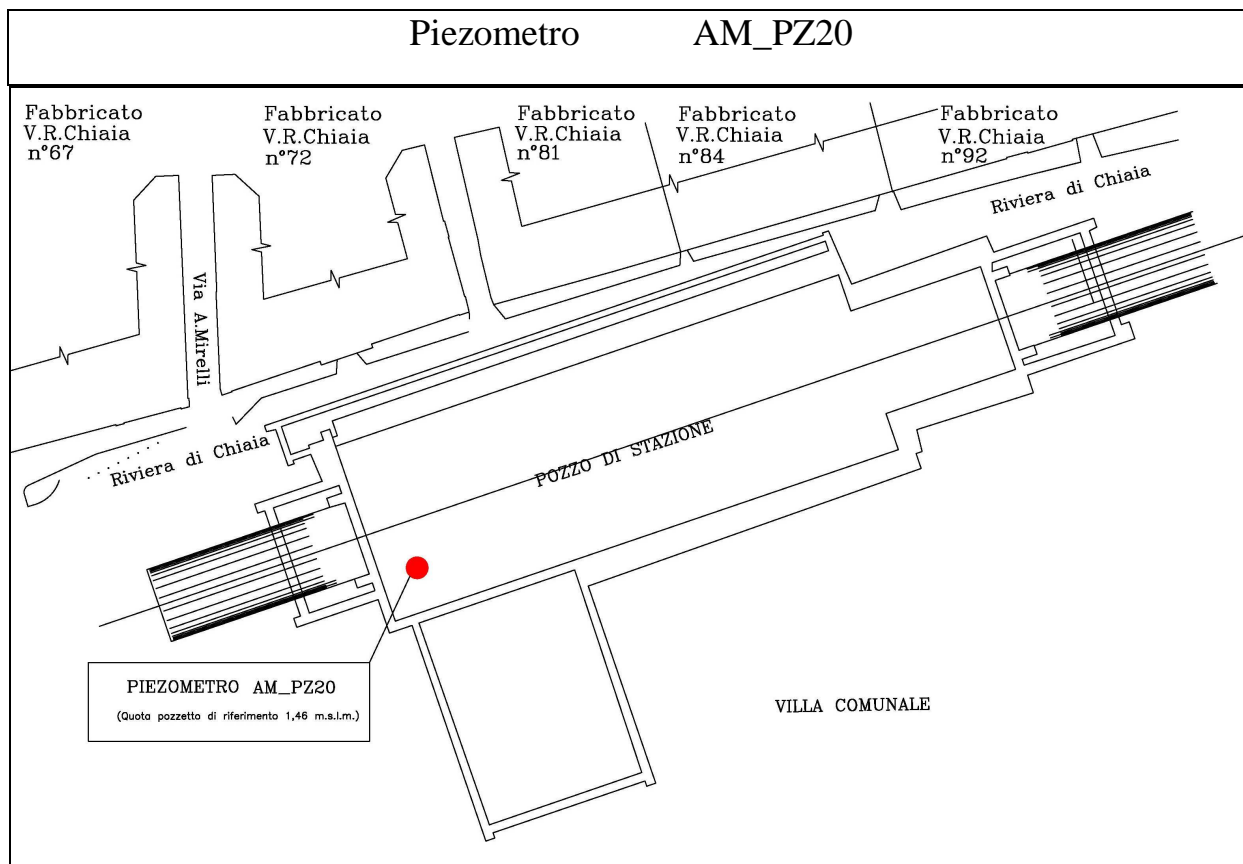 Piezometro AM_PZ20
Fabbricato
V.R.Chiaia
n°67
Fabbricato
V.R.Chiaia
n°72
Fabbricato
V.R.Chiaia
n°81
Fabbricato
V.R.Chiaia
n°84
Fabbricato
V.R.Chiaia
n°92
Riviera di Chiaia
Via A.Mirelli
Riviera di Chiaia
POZZO DI STAZIONE
PIEZOMETRO AM_PZ20
(Quota pozzetto di riferimento 1,46 m.s.l.m.)
VILLA COMUNALE